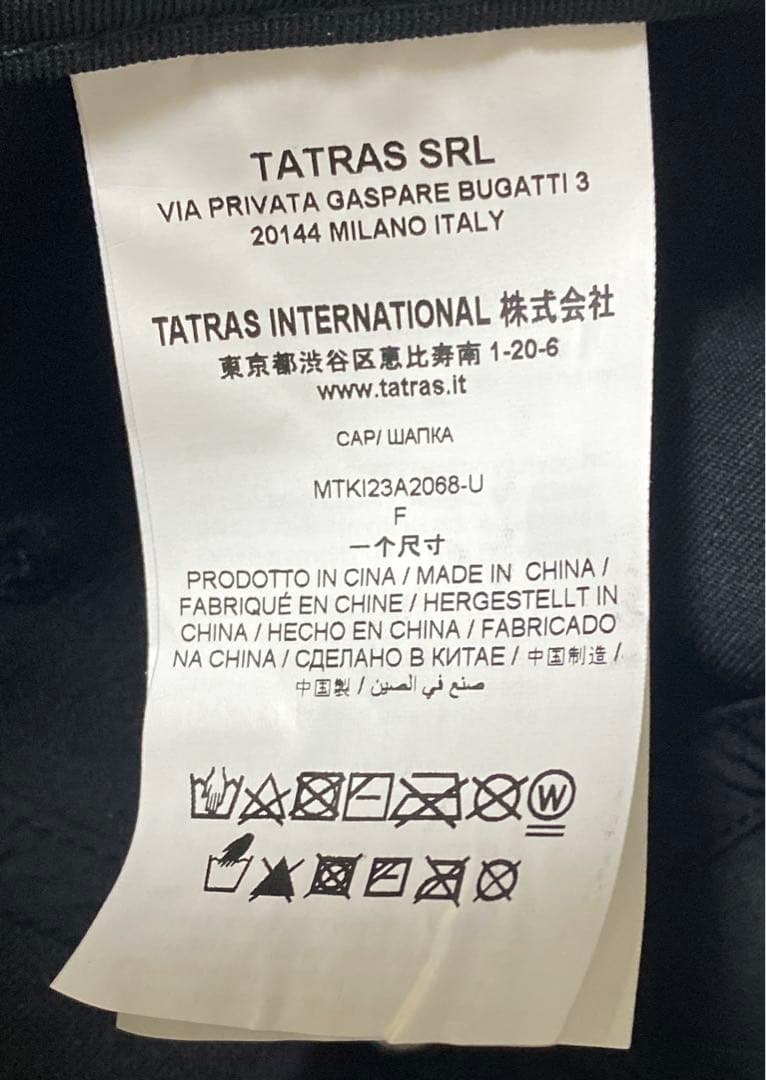 TATRAS SRL
VIA PRIVATA GASPARE BUGATTI 3
20144 MILANO ITALY
TATRAS INTERNATIONAL 株式会社
東京都渋谷区恵比寿南 1-20-6
www.tatras.it
CAP/ ШАПКА
MTKI23A2068-U
F
一个尺寸
PRODOTTO IN CINA / MADE IN CHINA /
FABRIQUÉ EN CHINE / HERGESTELLT IN
CHINA / HECHO EN CHINA / FABRICADO
NA CHINA / СДЕЛАНО В КИТАЕ / 中国制造 /
中国製 / صنع في الصين
W